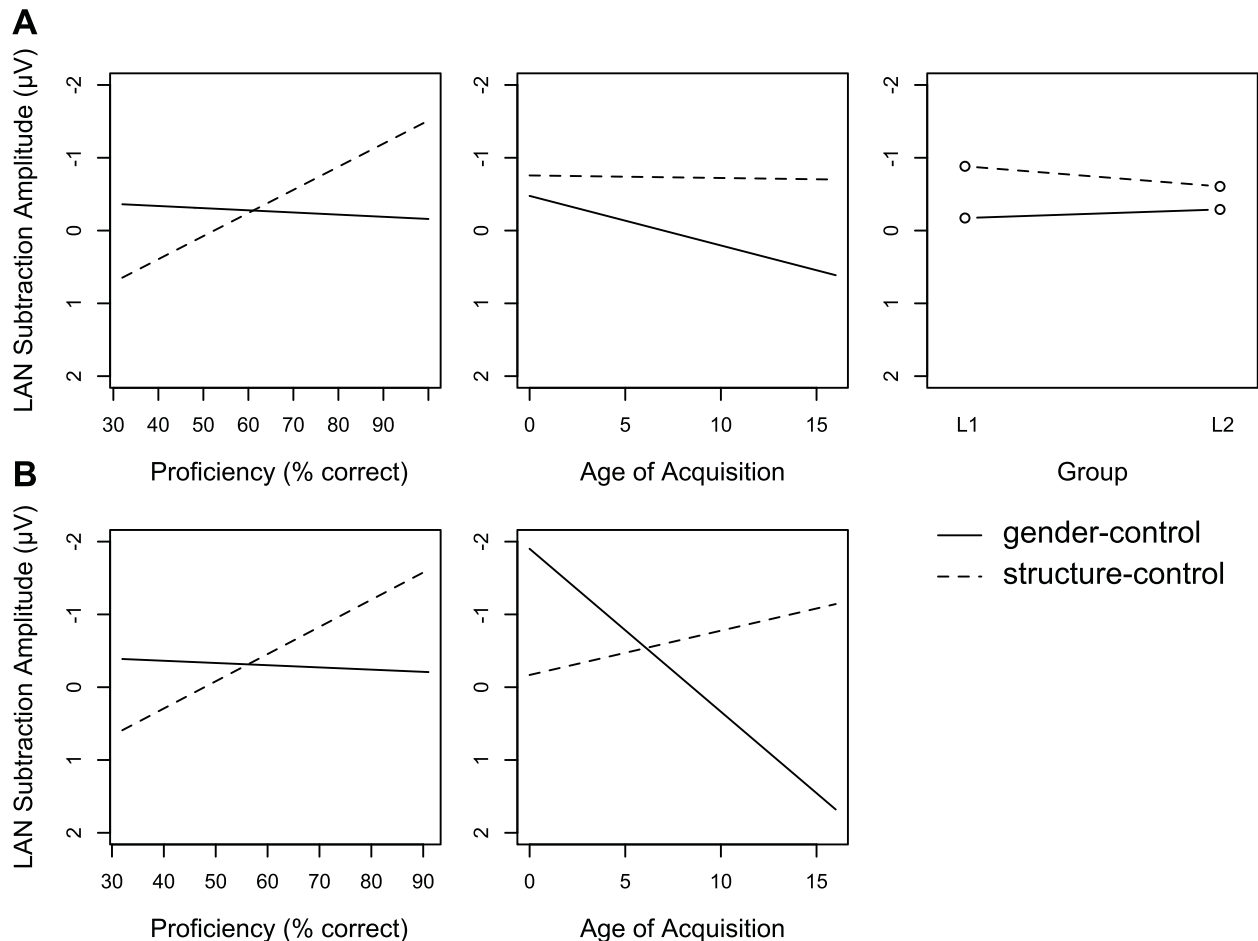 A
LAN Subtraction Amplitude (µV)
-2
-1
0
1
2
30 40 50 60 70 80 90
Proficiency (% correct)
-2
-1
0
1
2
0 5 10 15
Age of Acquisition
-2
-1
0
1
2
L1 L2
Group
B
LAN Subtraction Amplitude (µV)
-2
-1
0
1
2
30 40 50 60 70 80 90
Proficiency (% correct)
-2
-1
0
1
2
0 5 10 15
Age of Acquisition
gender-control
structure-control